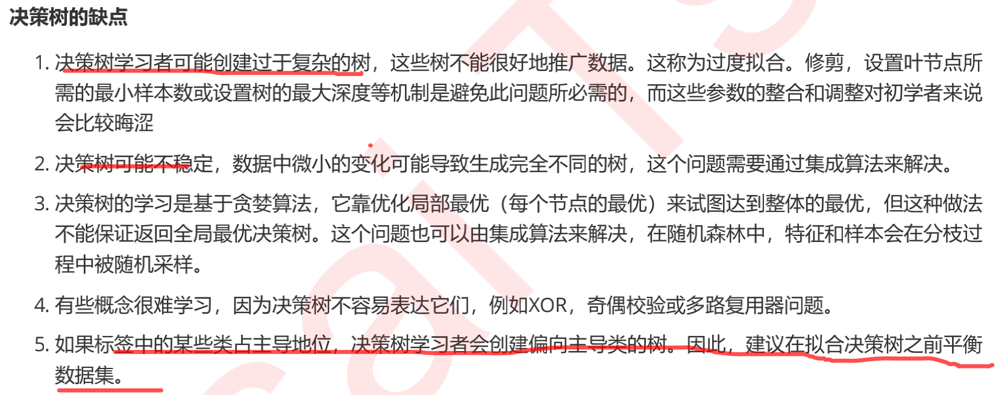 决策树的缺点
1. 决策树学习者可能创建过于复杂的树，这些树不能很好地推广数据。这称为过度拟合。修剪，设置叶节点所
需的最小样本数或设置树的最大深度等机制是避免此问题所必需的，而这些参数的整合和调整对初学者来说
会比较晦涩
2. 决策树可能不稳定，数据中微小的变化可能导致生成完全不同的树，这个问题需要通过集成算法来解决。
3. 决策树的学习是基于贪婪算法，它靠优化局部最优（每个节点的最优）来试图达到整体的最优，但这种做法
不能保证返回全局最优决策树。这个问题也可以由集成算法来解决，在随机森林中，特征和样本会在分枝过
程中被随机采样。
4. 有些概念很难学习，因为决策树不容易表达它们，例如XOR，奇偶校验或多路复用器问题。
5. 如果标签中的某些类占主导地位，决策树学习者会创建偏向主导类的树。因此，建议在拟合决策树之前平衡
数据集。